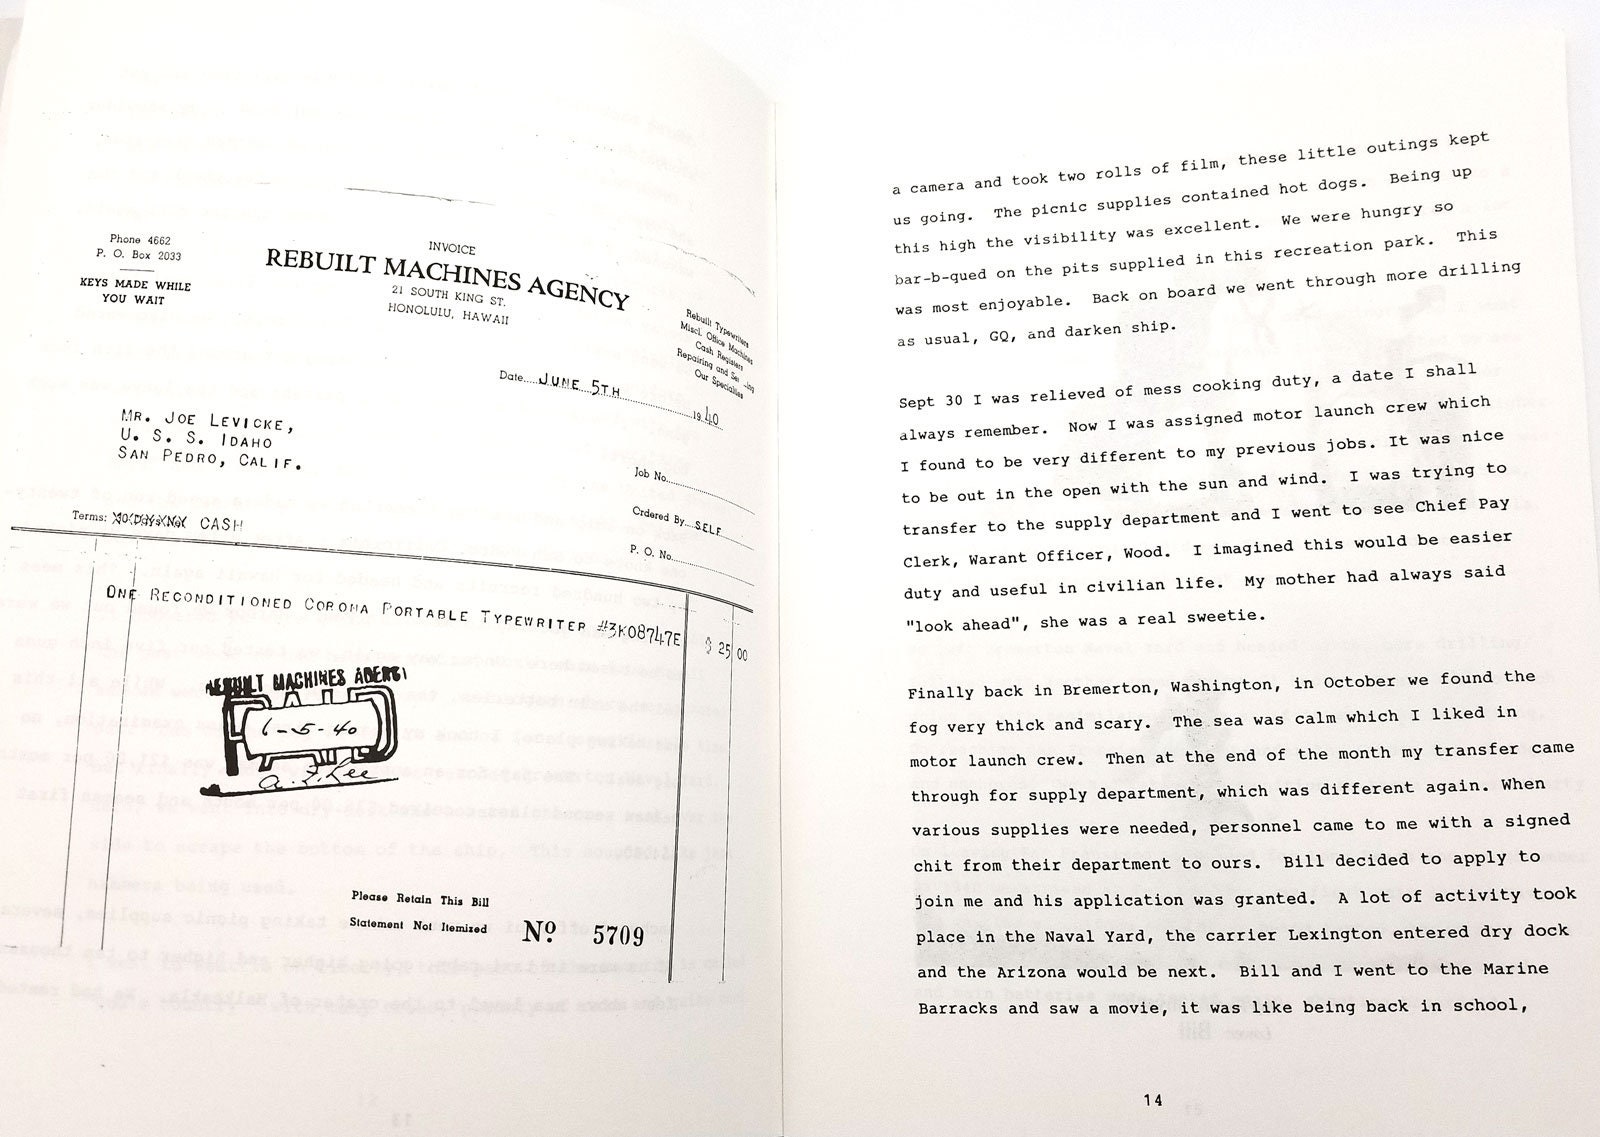 Phone 4662
P. O. Box 2033
KEYS MADE WHILE
YOU WAIT
INVOICE
REBUILT MACHINES AGENCY
21 SOUTH KING ST.
HONOLULU, HAWAII
Rebuilt Typewriters
Miscl. Office Machines
Cash Registers
Repairing and
Our Specialties
Date....JUNE 5TH
1940
MR. JOE LEVICKE,
U. S. S. IDAHO
SAN PEDRO, CALIF.
Job No.
Ordered By....SELF
P. O. No.
Terms: CASH
ONE RECONDITIONED CORONA PORTABLE TYPEWRITER #3K08747E $ 25 00
REBUILT MACHINES AGENCY
6-5-40
a. F. Lee
Please Retain This Bill
Statement Not Itemized Nº 5709
a camera and took two rolls of film, these little outings kept
us going. The picnic supplies contained hot dogs. Being up
this high the visibility was excellent. We were hungry so
bar-b-qued on the pits supplied in this recreation park. This
was most enjoyable. Back on board we went through more drilling
as usual, GQ, and darken ship.
Sept 30 I was relieved of mess cooking duty, a date I shall
always remember. Now I was assigned motor launch crew which
I found to be very different to my previous jobs. It was nice
to be out in the open with the sun and wind. I was trying to
transfer to the supply department and I went to see Chief Pay
Clerk, Warant Officer, Wood. I imagined this would be easier
duty and useful in civilian life. My mother had always said
"look ahead", she was a real sweetie.
Finally back in Bremerton, Washington, in October we found the
fog very thick and scary. The sea was calm which I liked in
motor launch crew. Then at the end of the month my transfer came
through for supply department, which was different again. When
various supplies were needed, personnel came to me with a signed
chit from their department to ours. Bill decided to apply to
join me and his application was granted. A lot of activity took
place in the Naval Yard, the carrier Lexington entered dry dock
and the Arizona would be next. Bill and I went to the Marine
Barracks and saw a movie, it was like being back in school,
14